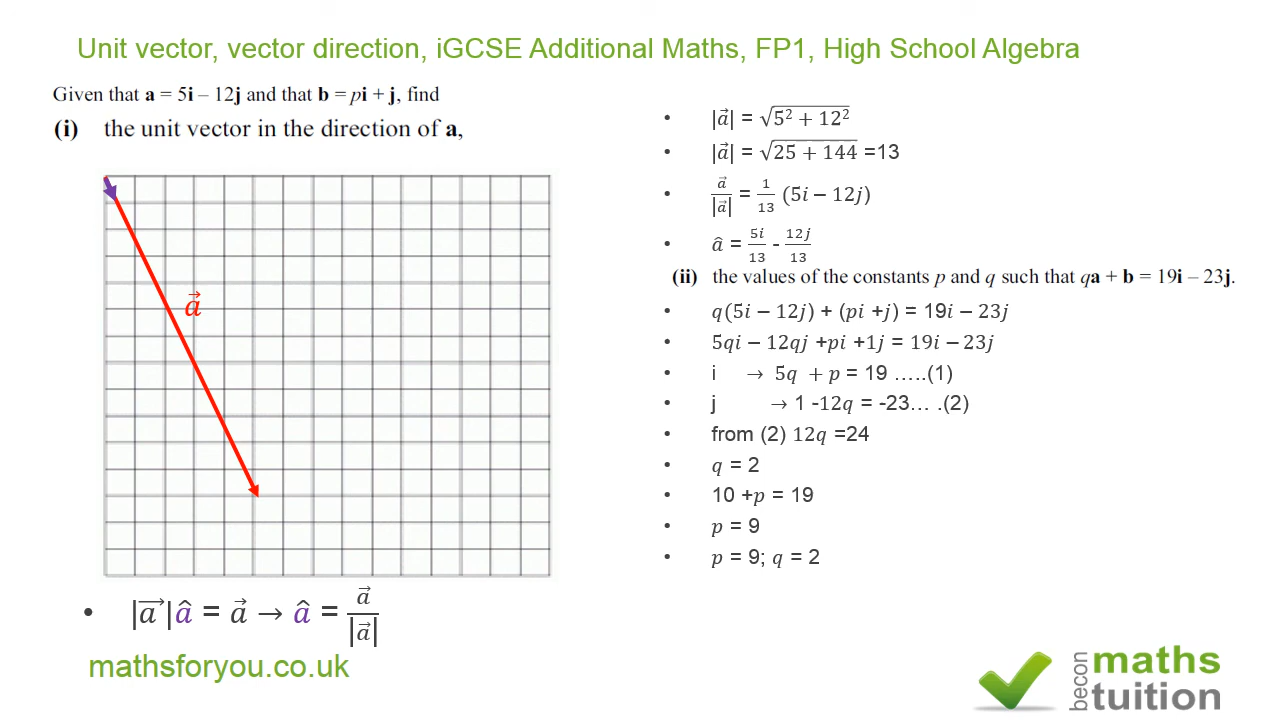 Unit vector, vector direction, iGCSE Additional Maths, FP1, High School Algebra
Given that a = 5i – 12j and that b = pi + j, find
(i) the unit vector in the direction of a,
a⃗
• |a⃗|â = a⃗ → â = a⃗/|a⃗|
mathsforyou.co.uk
• |a⃗| = √(5² + 12²)
• |a⃗| = √(25 + 144) =13
• a⃗/|a⃗| = 1/13 (5i − 12j)
• â = 5i/13 - 12j/13
(ii) the values of the constants p and q such that qa + b = 19i – 23j.
• q(5i − 12j) + (pi +j) = 19i − 23j
• 5qi − 12qj +pi +1j = 19i − 23j
• i → 5q + p = 19 …..(1)
• j → 1 -12q = -23… .(2)
• from (2) 12q =24
• q = 2
• 10 +p = 19
• p = 9
• p = 9; q = 2
becon maths tuition